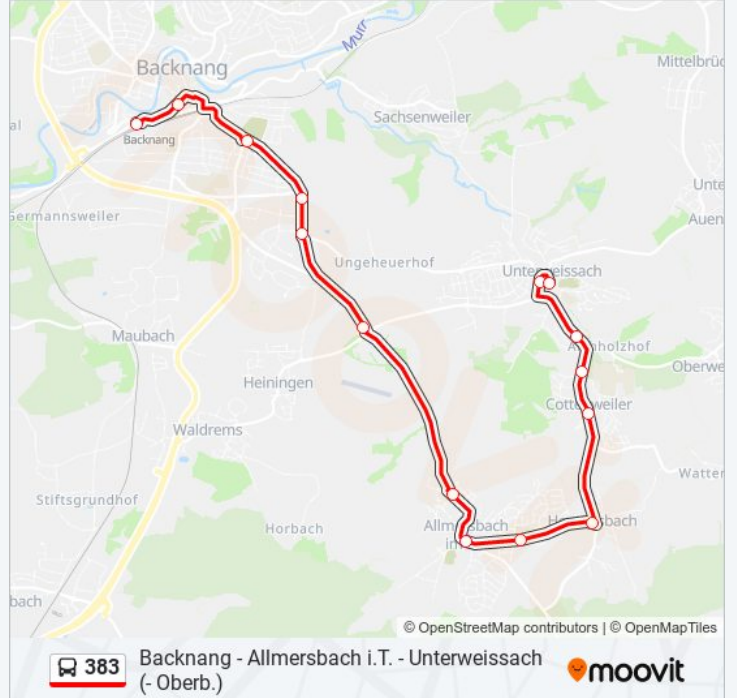 Murr
Backnang
Mittelbrüc
Sachsenweiler
al
Backnang
Unte
Germannsweiler
Auen
Ungeheuerhof
Unterweissach
Maubach
Heiningen
Oberwe
Cottenweiler
Waldrems
Watter
Stiftsgrundhof
Horbach
Allmersbach
im
bach
© OpenStreetMap contributors | © OpenMapTiles
383
Backnang - Allmersbach i.T. - Unterweissach
(- Oberb.)
moovit